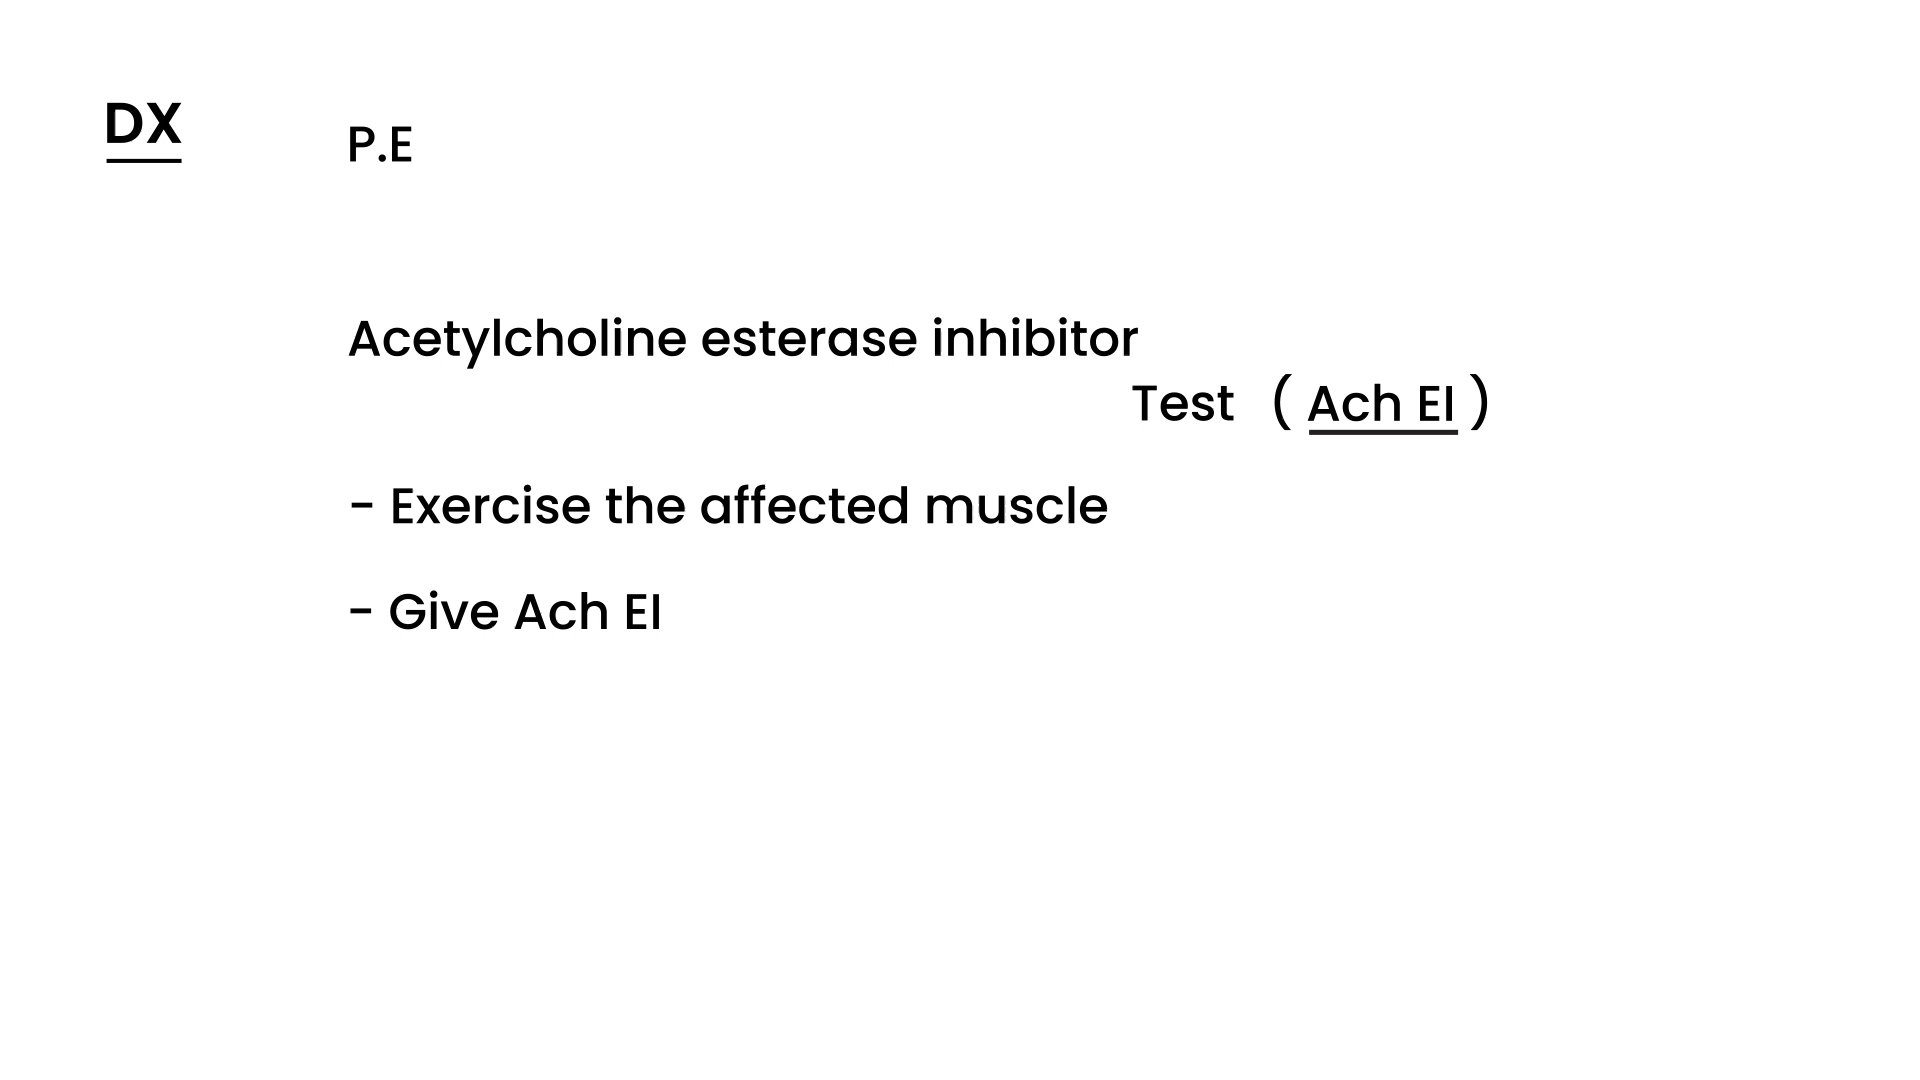 DX
P.E
Acetylcholine esterase inhibitor
Test ( Ach EI )
- Exercise the affected muscle
- Give Ach EI